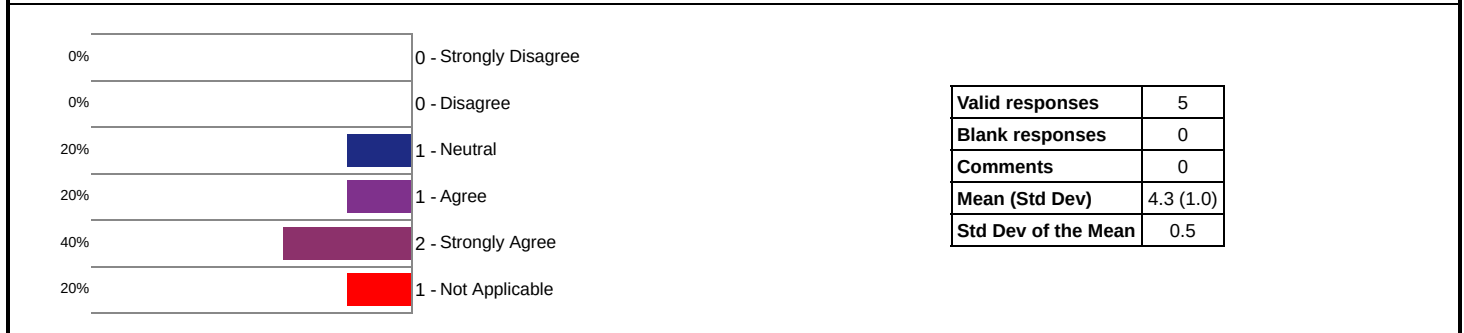 0% 0 - Strongly Disagree
0% 0 - Disagree
20% 1 - Neutral
20% 1 - Agree
40% 2 - Strongly Agree
20% 1 - Not Applicable
Valid responses 5
Blank responses 0
Comments 0
Mean (Std Dev) 4.3 (1.0)
Std Dev of the Mean 0.5